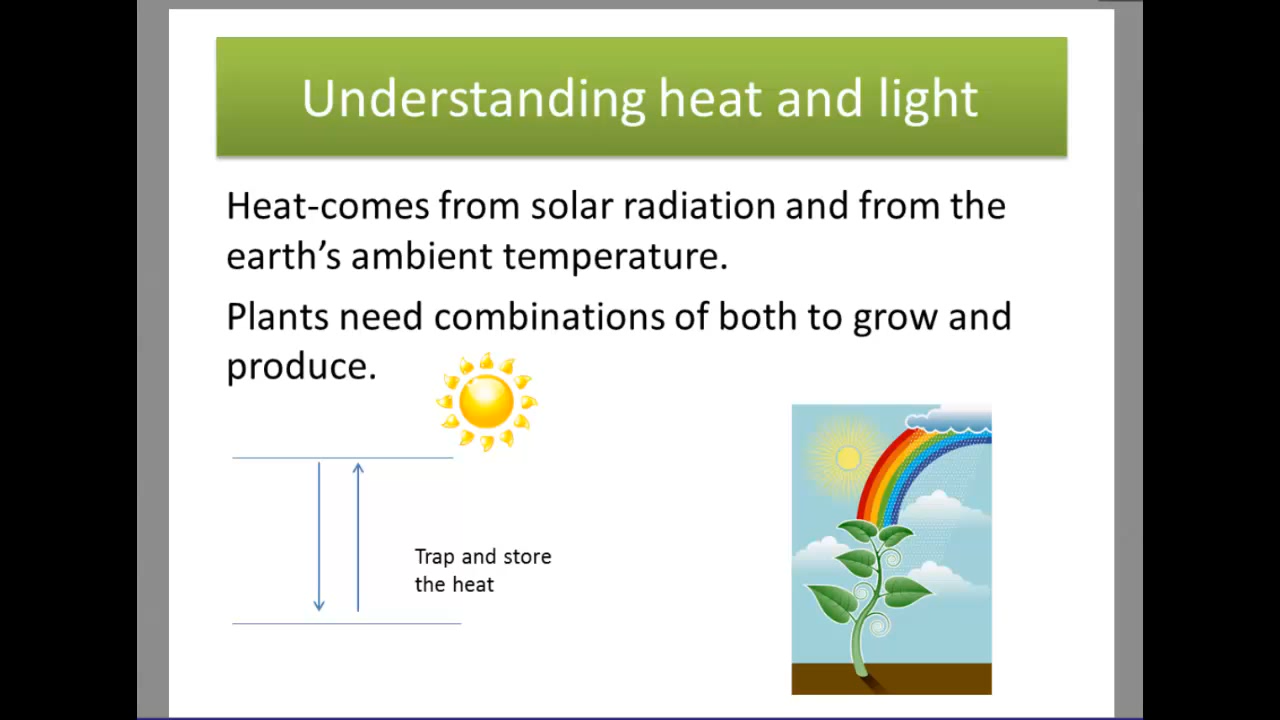 Understanding heat and light
Heat-comes from solar radiation and from the
earth’s ambient temperature.
Plants need combinations of both to grow and
produce.
Trap and store
the heat